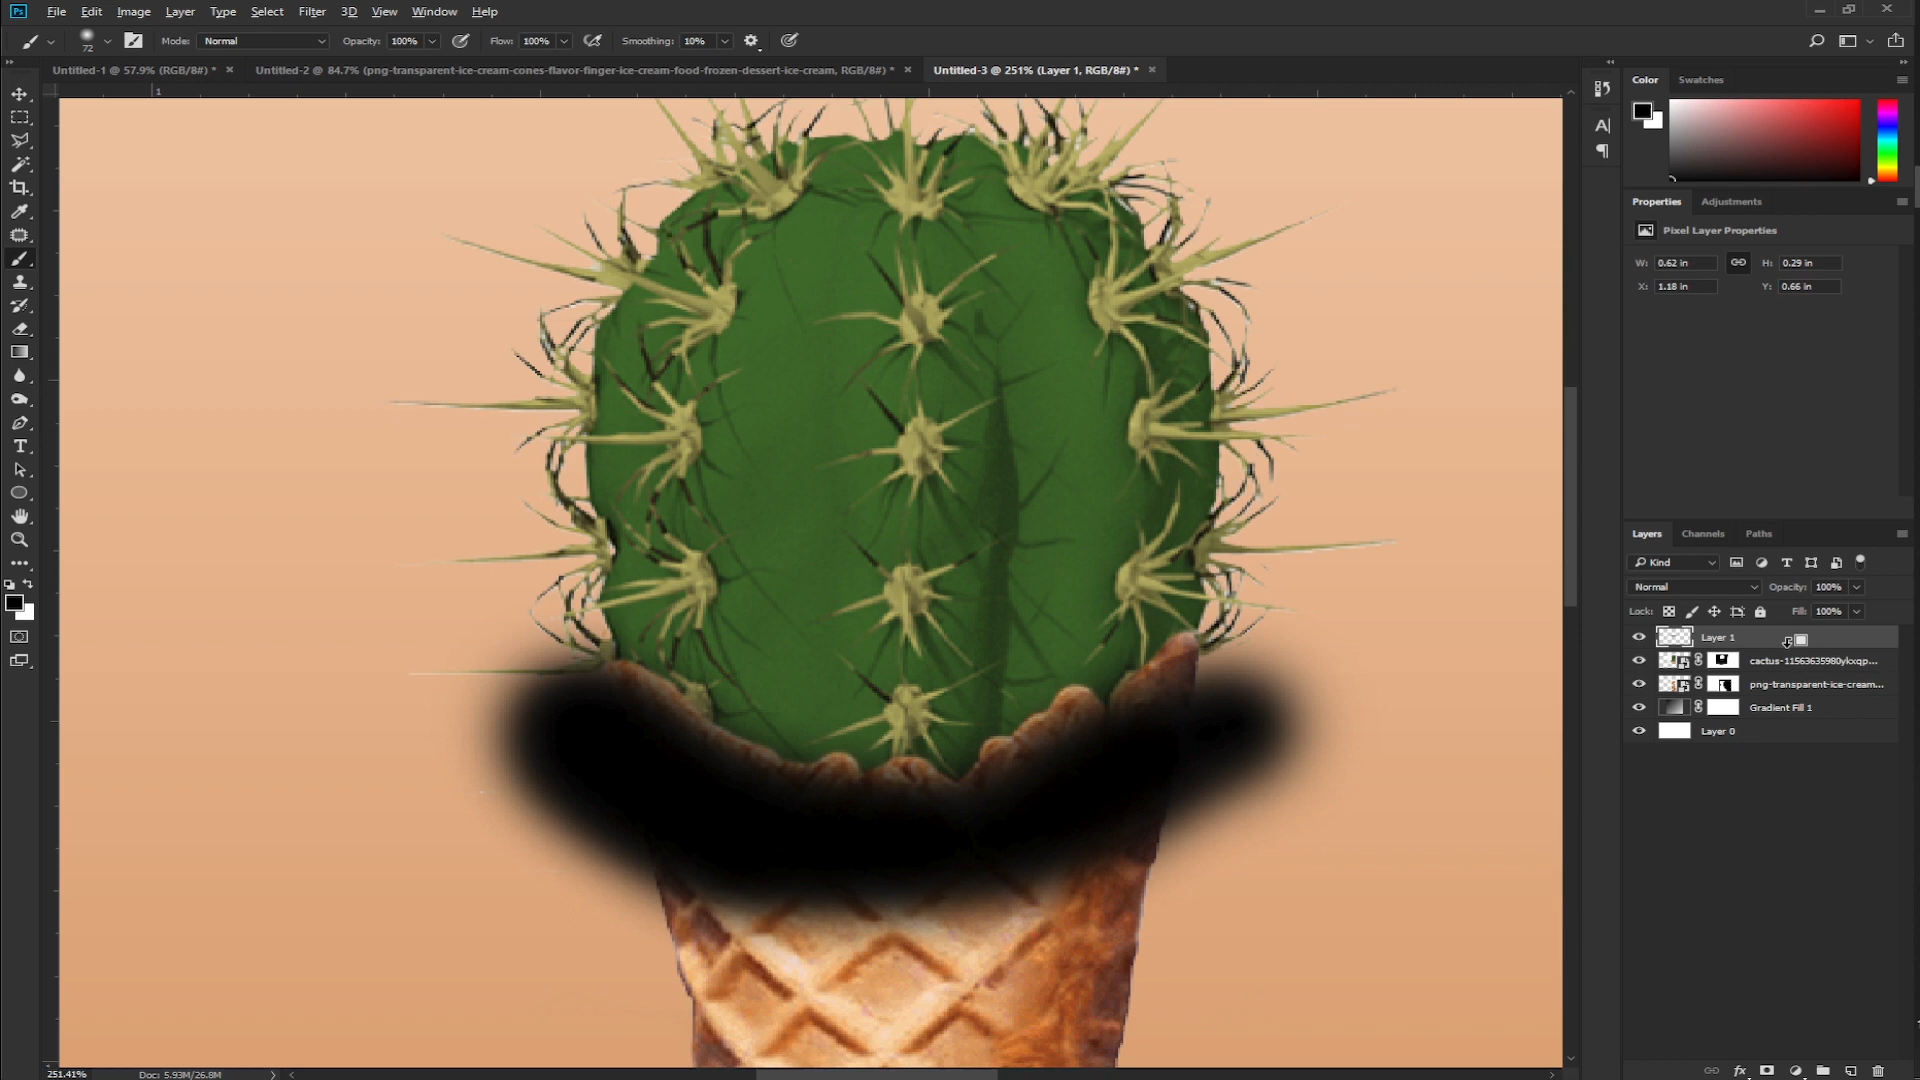 Ps File Edit Image Layer Type Select Filter 3D View Window Help
72 Mode: Normal Opacity: 100% Flow: 100% Smoothing: 10%
Untitled-1 @ 57.9% (RGB/8#) * Untitled-2 @ 84.7% (png-transparent-ice-cream-cones-flavor-finger-ice-cream-food-frozen-dessert-ice-cream, RGB/8#) * Untitled-3 @ 251% (Layer 1, RGB/8#) *
1
Color Swatches
Properties Adjustments
Pixel Layer Properties
W: 0.62 in H: 0.29 in
X: 1.18 in Y: 0.66 in
Layers Channels Paths
Kind
Normal Opacity: 100%
Lock: Fill: 100%
Layer 1
cactus-11563635980ykxqp...
png-transparent-ice-cream...
Gradient Fill 1
Layer 0
fx
251.41% Doc: 5.93M/26.8M